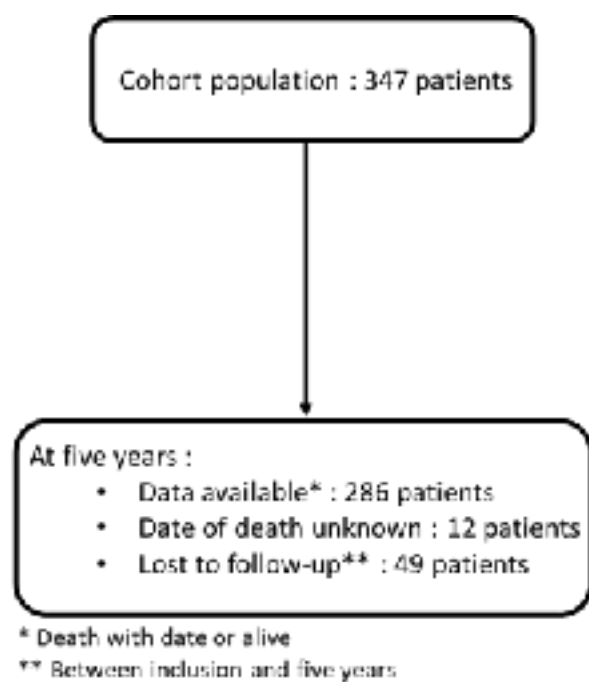 Cohort population : 347 patients
At five years :
• Data available* : 286 patients
• Date of death unknown : 12 patients
• Lost to follow-up** : 49 patients
* Death with date or alive
** Between inclusion and five years